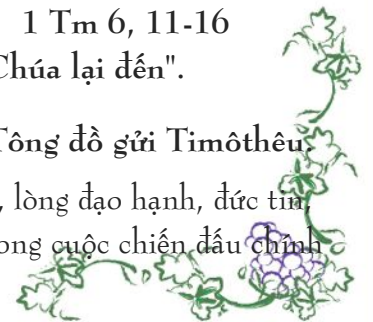 1 Tm 6, 11-16
Chúa lại đến".
Tông đồ gửi Timôthêu.
, lòng đạo hạnh, đức tin,
ong cuộc chiến đấu chính